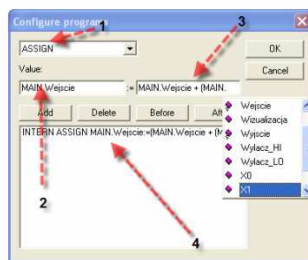 Configure programs
1
3
ASSIGN
OK
Value:
Cancel
MAIN.Wejscie := MAIN.Wejscie + (MAIN.
Add Delete Before
INTERN ASSIGN MAIN.Wejscie:=(MAIN.Wejscie +
Wejscie
Wizualizacja
Wyjscie
Wylacz_HI
Wylacz_LO
X0
X1
2
4